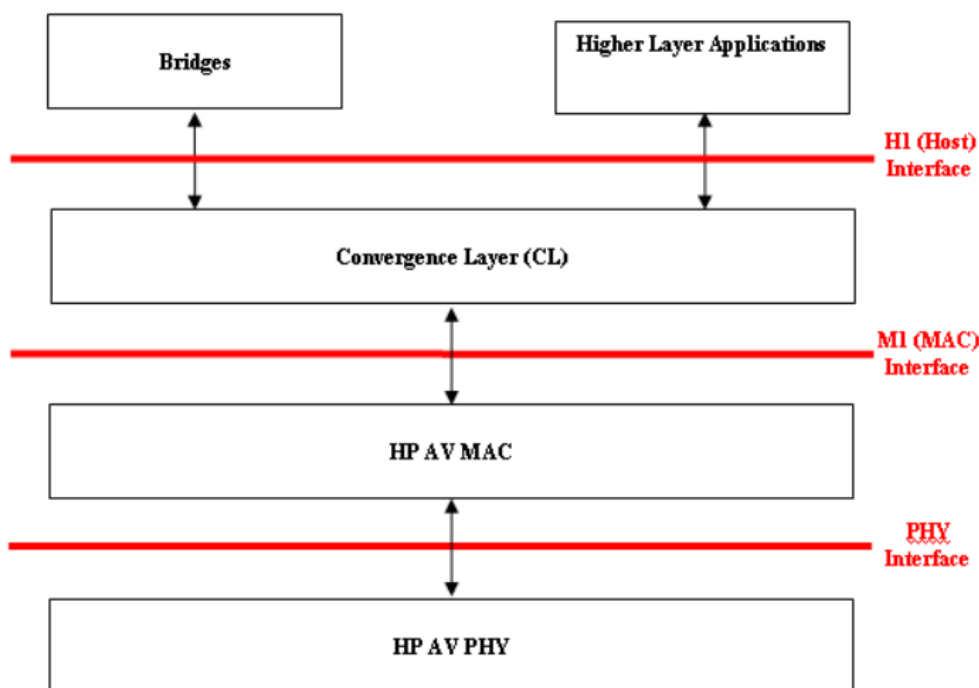 Bridges
Higher Layer Applications
H1 (Host)
Interface
Convergence Layer (CL)
M1 (MAC)
Interface
HP AV MAC
PHY
Interface
HP AV PHY